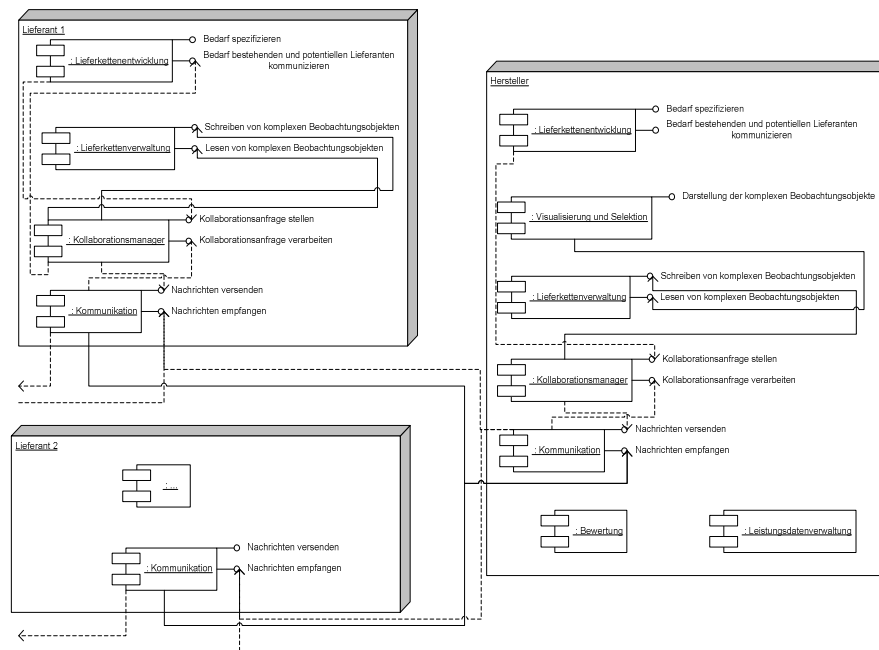 Lieferant 1
: Lieferkettenentwicklung
Bedarf spezifizieren
Bedarf bestehenden und potentiellen Lieferanten
kommunizieren
: Lieferkettenverwaltung
Schreiben von komplexen Beobachtungsobjekten
Lesen von komplexen Beobachtungsobjekten
: Kollaborationsmanager
Kollaborationsanfrage stellen
Kollaborationsanfrage verarbeiten
: Kommunikation
Nachrichten versenden
Nachrichten empfangen
Lieferant 2
: ...
: Kommunikation
Nachrichten versenden
Nachrichten empfangen
Hersteller
: Lieferkettenentwicklung
Bedarf spezifizieren
Bedarf bestehenden und potentiellen Lieferanten
kommunizieren
: Visualisierung und Selektion
Darstellung der komplexen Beobachtungsobjekte
: Lieferkettenverwaltung
Schreiben von komplexen Beobachtungsobjekten
Lesen von komplexen Beobachtungsobjekten
: Kollaborationsmanager
Kollaborationsanfrage stellen
Kollaborationsanfrage verarbeiten
: Kommunikation
Nachrichten versenden
Nachrichten empfangen
: Bewertung
: Leistungsdatenverwaltung